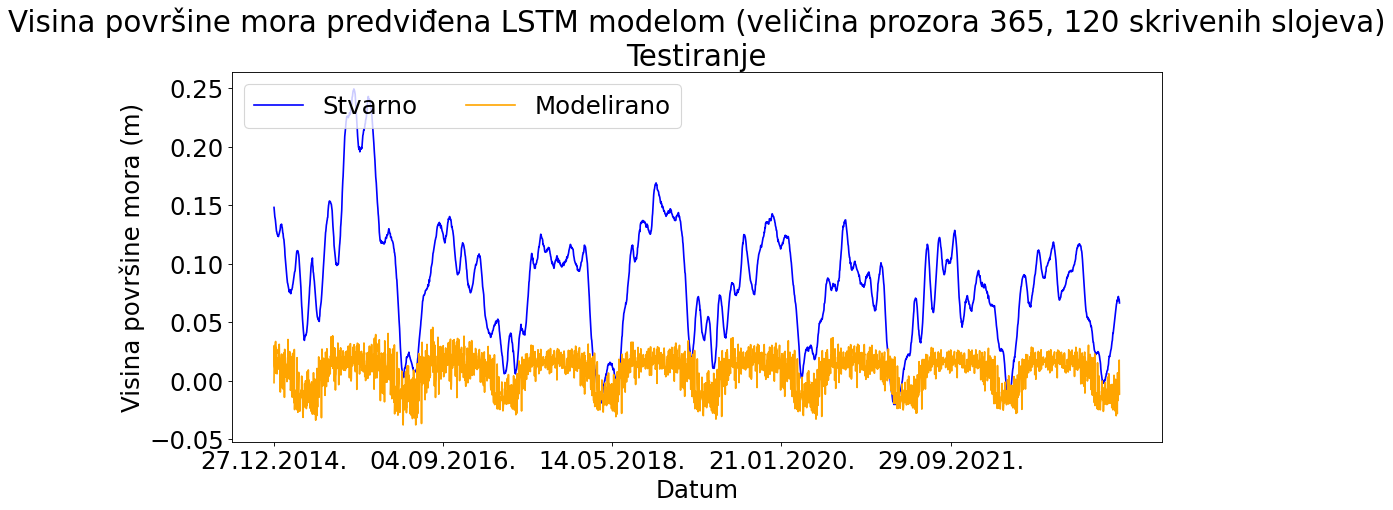 Visina površine mora predviđena LSTM modelom (veličina prozora 365, 120 skrivenih slojeva)
Testiranje
Stvarno Modelirano
Visina površine mora (m)
0.25
0.20
0.15
0.10
0.05
0.00
−0.05
27.12.2014. 04.09.2016. 14.05.2018. 21.01.2020. 29.09.2021.
Datum